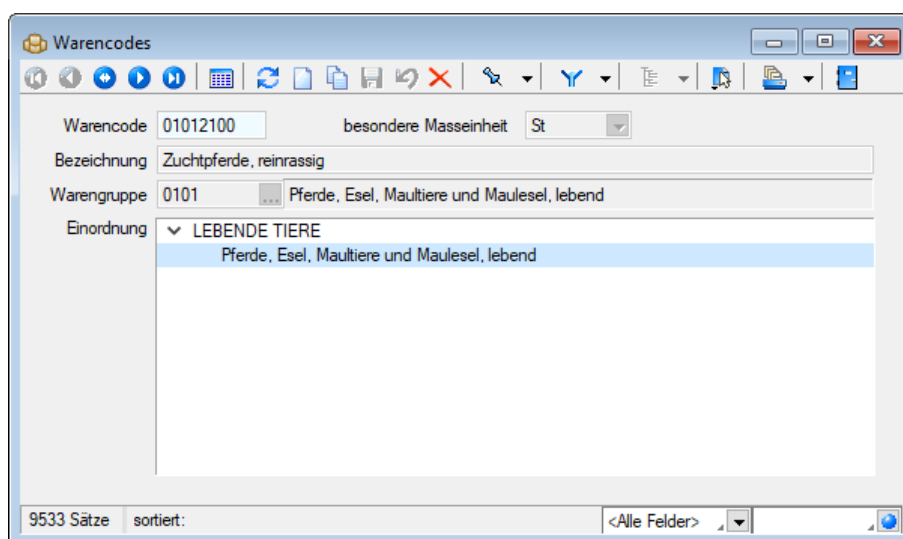 Warencodes
Warencode 01012100 besondere Masseinheit St
Bezeichnung Zuchtpferde, reinrassig
Warengruppe 0101 ... Pferde, Esel, Maultiere und Maulesel, lebend
Einordnung LEBENDE TIERE
Pferde, Esel, Maultiere und Maulesel, lebend
9533 Sätze sortiert: <Alle Felder>